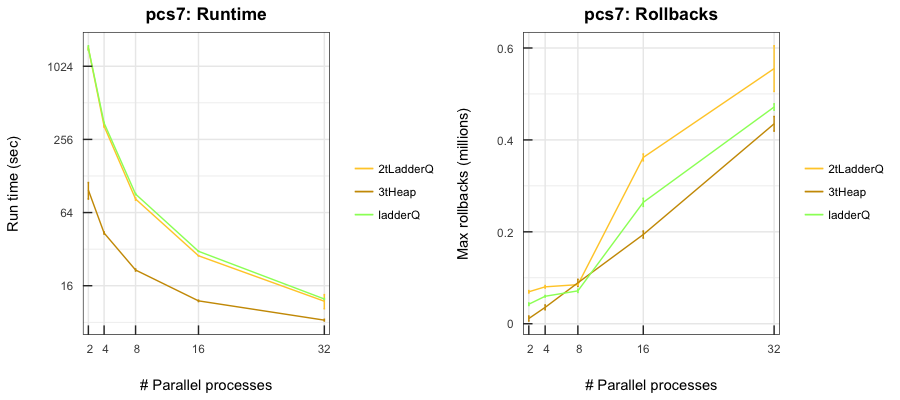 pcs7: Runtime
Run time (sec)
1024
256
64
16
2 4 8 16 32
# Parallel processes
2tLadderQ
3tHeap
ladderQ
pcs7: Rollbacks
Max rollbacks (millions)
0.6
0.4
0.2
0
2 4 8 16 32
# Parallel processes
2tLadderQ
3tHeap
ladderQ